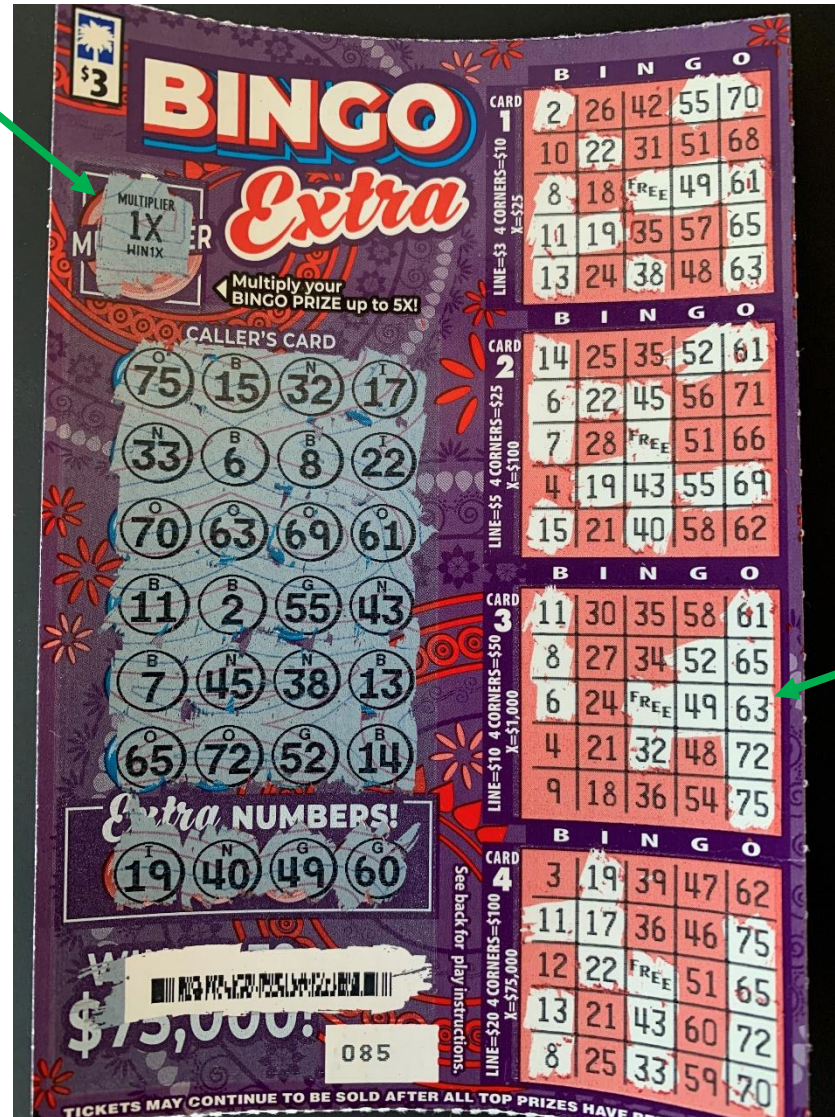 $3
BINGO
Extra
MULTIPLIER
1X
WIN1X
Multiply your
BINGO PRIZE up to 5X!
CALLER'S CARD
O B N I
75 15 32 17
N B B I
33 6 8 22
O O O O
70 63 69 61
B B G N
11 2 55 43
B N N B
7 45 38 13
O O G B
65 72 52 14
Extra NUMBERS!
I N G G
19 40 49 60
$75,000!
085
See back for play instructions.
CARD
1
LINE=$3 4 CORNERS=$10
X=$25
B I N G O
2 26 42 55 70
10 22 31 51 68
8 18 FREE 49 61
11 19 35 57 65
13 24 38 48 63
CARD
2
LINE=$5 4 CORNERS=$25
X=$100
B I N G O
14 25 35 52 61
6 22 45 56 71
7 28 FREE 51 66
4 19 43 55 69
15 21 40 58 62
CARD
3
LINE=$10 4 CORNERS=$50
X=$1,000
B I N G O
11 30 35 58 61
8 27 34 52 65
6 24 FREE 49 63
4 21 32 48 72
9 18 36 54 75
CARD
4
LINE=$20 4 CORNERS=$100
X=$75,000
B I N G O
3 19 39 47 62
11 17 36 46 75
12 22 FREE 51 65
13 21 43 60 72
8 25 33 59 70
TICKETS MAY CONTINUE TO BE SOLD AFTER ALL TOP PRIZES HAVE